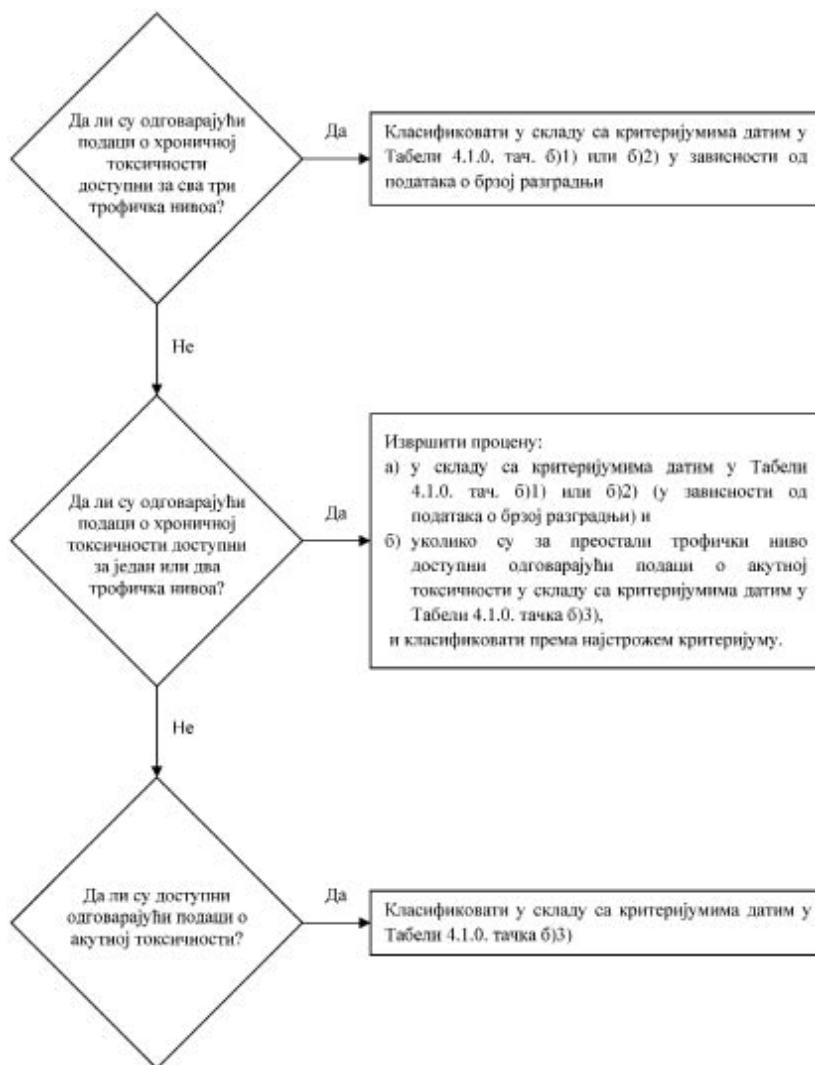 Да ли су одговарајући
подаци о хроничној
токсичности
доступни за сва три
трофичка нивоа?
Да
Класификовати у складу са критеријумима датим у
Табели 4.1.0. тач. б)1) или б)2) у зависности од
података о брзој разградњи
Не
Да ли су одговарајући
подаци о хроничној
токсичности доступни
за један или два
трофичка нивоа?
Да
Извршити процену:
а) у складу са критеријумима датим у Табели
4.1.0. тач. б)1) или б)2) (у зависности од
података о брзој разградњи) и
б) уколико су за преостали трофички ниво
доступни одговарајући подаци о акутној
токсичности у складу са критеријумима датим у
Табели 4.1.0. тачка б)3),
и класификовати према најстрожем критеријуму.
Не
Да ли су доступни
одговарајући подаци о
акутној токсичности?
Да
Класификовати у складу са критеријумима датим у
Табели 4.1.0. тачка б)3)